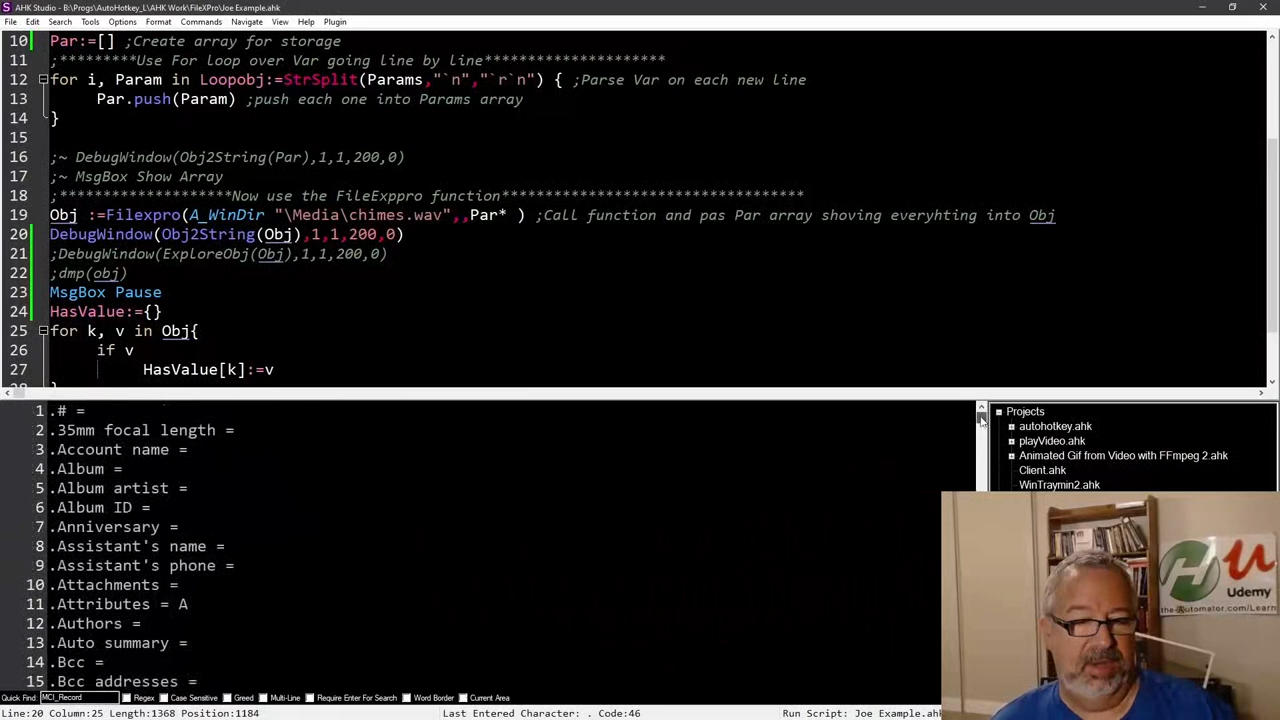 AHK Studio - B:\Progs\AutoHotkey_L\AHK Work\FileXPro\Joe Example.ahk
File Edit Search Tools Options Format Commands Navigate View Help Plugin
10 Par:=[] ;Create array for storage
11 ;*********Use For loop over Var going line by line*********************
12 for i, Param in Loopobj:=StrSplit(Params,"`n","`r`n") { ;Parse Var on each new line
13 Par.push(Param) ;push each one into Params array
14 }
15
16 ;~ DebugWindow(Obj2String(Par),1,1,200,0)
17 ;~ MsgBox Show Array
18 ;********************Now use the FileExppro function***********************************
19 Obj :=Filexpro(A_WinDir "\Media\chimes.wav",,Par* ) ;Call function and pas Par array shoving everyhting into Obj
20 DebugWindow(Obj2String(Obj),1,1,200,0)
21 ;DebugWindow(ExploreObj(Obj),1,1,200,0)
22 ;dmp(obj)
23 MsgBox Pause
24 HasValue:={}
25 for k, v in Obj{
26 if v
27 HasValue[k]:=v
1 .# =
2 .35mm focal length =
3 .Account name =
4 .Album =
5 .Album artist =
6 .Album ID =
7 .Anniversary =
8 .Assistant's name =
9 .Assistant's phone =
10 .Attachments =
11 .Attributes = A
12 .Authors =
13 .Auto summary =
14 .Bcc =
15 .Bcc addresses =
Projects
autohotkey.ahk
playVideo.ahk
Animated Gif from Video with FFmpeg 2.ahk
Client.ahk
WinTraymin2.ahk
H U
Udemy
the-Automator.com/Learn
Quick Find: MCI_Record Regex Case Sensitive Greed Multi-Line Require Enter For Search Word Border Current Area
Line:20 Column:25 Length:1368 Position:1184 Last Entered Character: . Code:46 Run Script: Joe Example.ahk